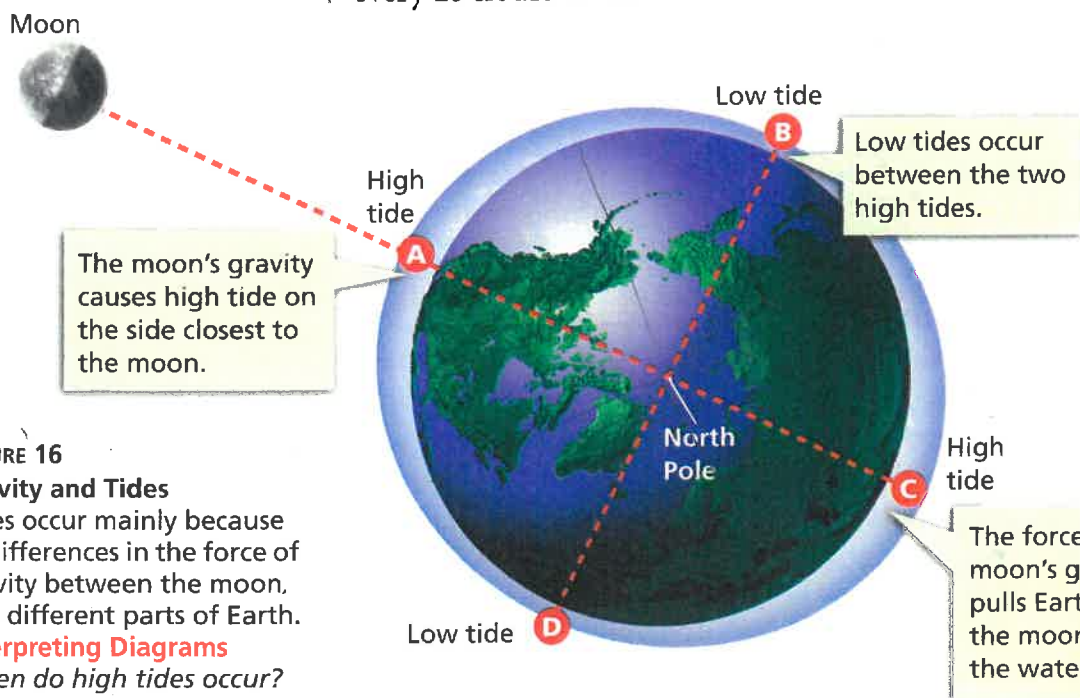 Moon
Low tide
B
Low tides occur
between the two
high tides.
High
tide
A
The moon's gravity
causes high tide on
the side closest to
the moon.
North
Pole
High
tide
C
The force
moon's g
pulls Eart
the moon
the wate
Low tide
D
RE 16
vity and Tides
es occur mainly because
ifferences in the force of
vity between the moon,
different parts of Earth.
rpreting Diagrams
en do high tides occur?